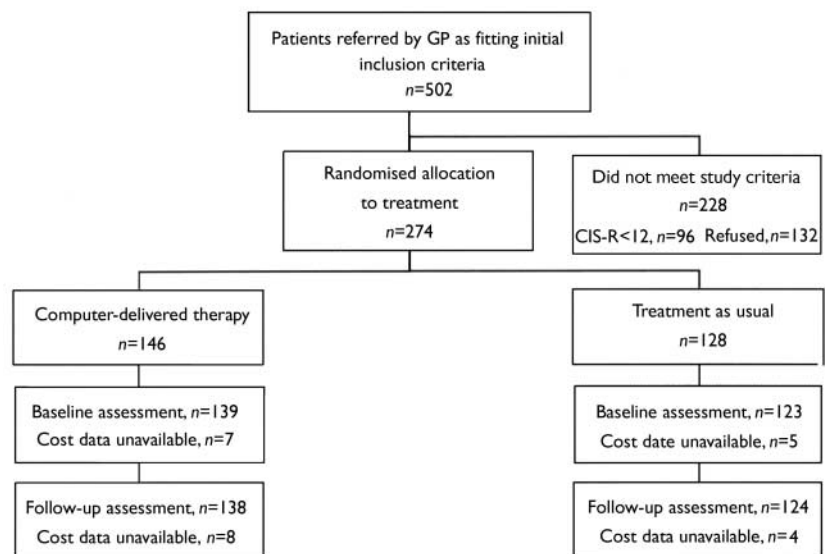 Patients referred by GP as fitting initial
inclusion criteria
n=502
Randomised allocation
to treatment
n=274
Did not meet study criteria
n=228
CIS-R<12, n=96 Refused, n=132
Computer-delivered therapy
n=146
Treatment as usual
n=128
Baseline assessment, n=139
Cost data unavailable, n=7
Baseline assessment, n=123
Cost date unavailable, n=5
Follow-up assessment, n=138
Cost data unavailable, n=8
Follow-up assessment, n=124
Cost data unavailable, n=4